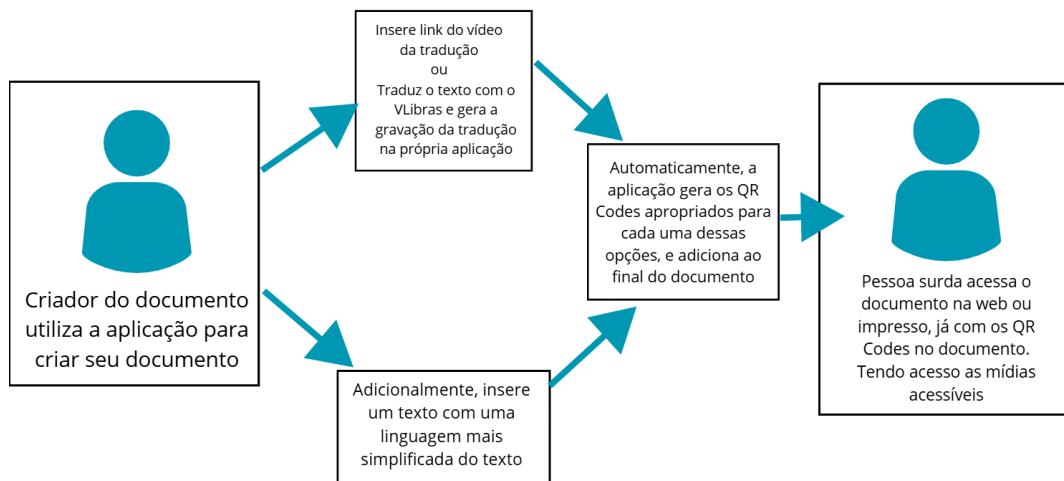 Criador do documento
utiliza a aplicação para
criar seu documento
Insere link do vídeo
da tradução
ou
Traduz o texto com o
VLibras e gera a
gravação da tradução
na própria aplicação
Adicionalmente, insere
um texto com uma
linguagem mais
simplificada do texto
Automaticamente, a
aplicação gera os QR
Codes apropriados para
cada uma dessas
opções, e adiciona ao
final do documento
Pessoa surda acessa o
documento na web ou
impresso, já com os QR
Codes no documento.
Tendo acesso as mídias
acessíveis